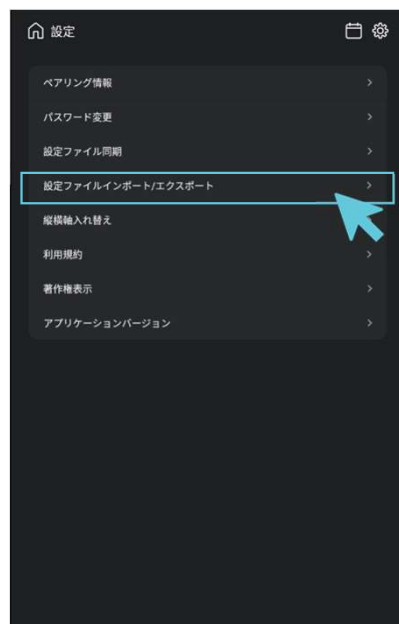 設定
ペアリング情報
パスワード変更
設定ファイル同期
設定ファイルインポート/エクスポート
縦横軸入れ替え
利用規約
著作権表示
アプリケーションバージョン